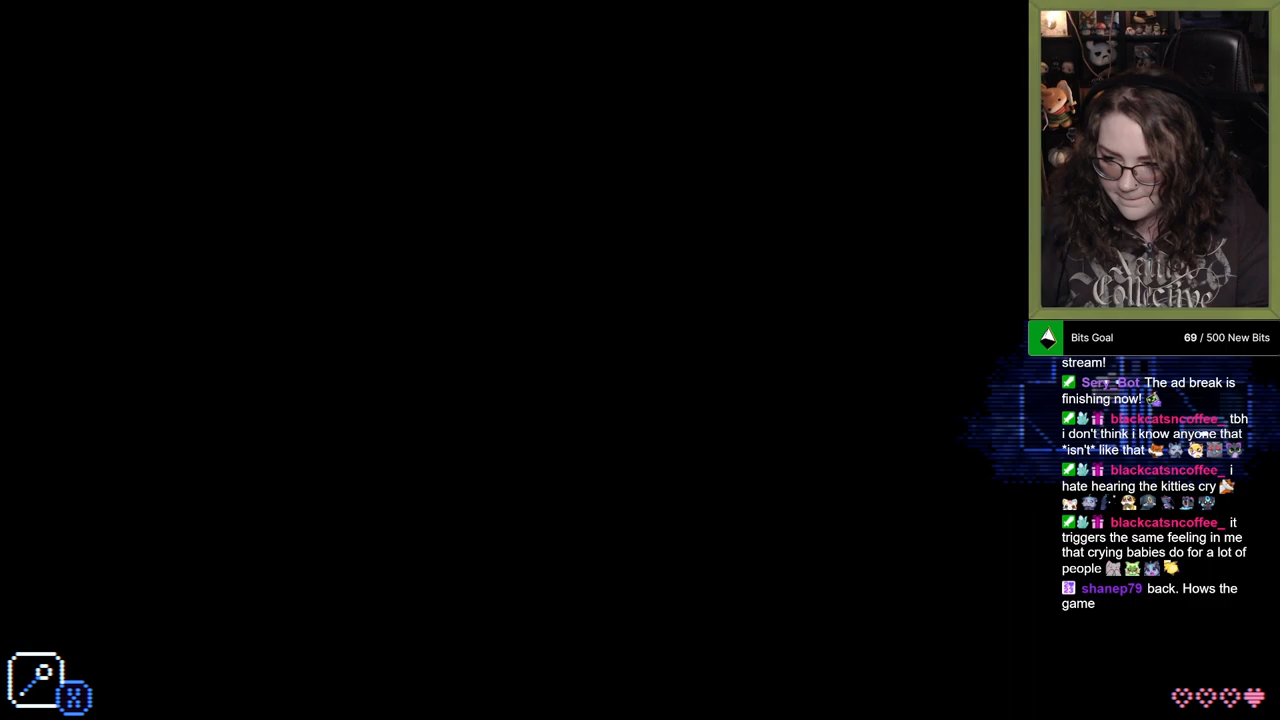 Collective
Bits Goal 69 / 500 New Bits
stream!
Sery_Bot The ad break is
finishing now!
blackcatsncoffee_ tbh
i don't think i know anyone that
*isn't* like that
blackcatsncoffee_ i
hate hearing the kitties cry
blackcatsncoffee_ it
triggers the same feeling in me
that crying babies do for a lot of
people
shanep79 back. Hows the
game
X